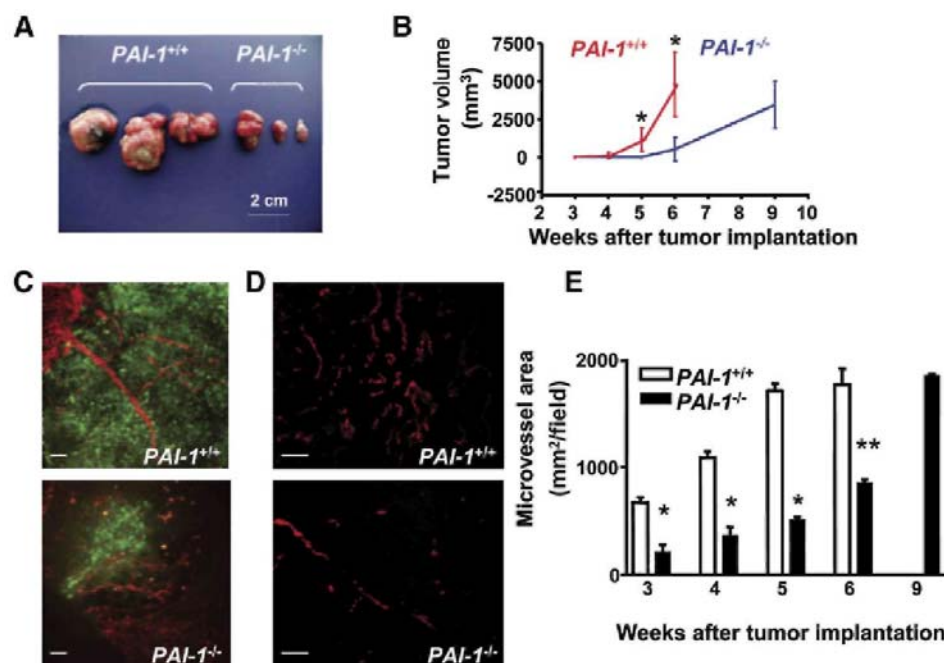 A
PAI-1+/+ PAI-1-/-
2 cm
B
Tumor volume
(mm3)
7500
5000
2500
0
-2500
PAI-1+/+ PAI-1-/-
*
*
2 3 4 5 6 7 8 9 10
Weeks after tumor implantation
C
PAI-1+/+
PAI-1-/-
D
PAI-1+/+
PAI-1-/-
E
Microvessel area
(mm2/field)
2000
1000
0
PAI-1+/+
PAI-1-/-
* * * **
3 4 5 6 9
Weeks after tumor implantation